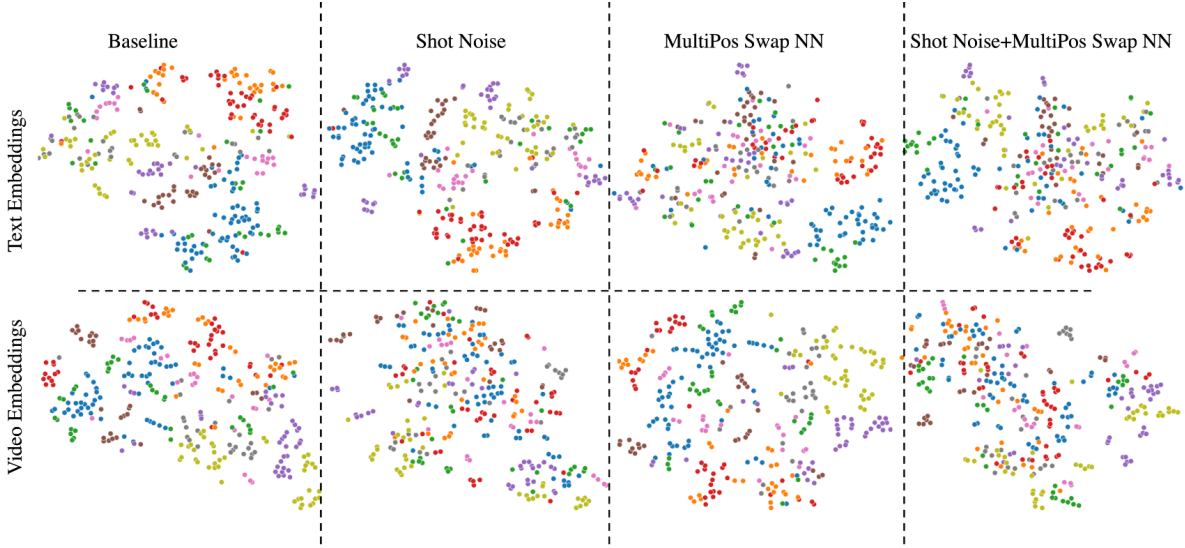 Baseline
Shot Noise
MultiPos Swap NN
Shot Noise+MultiPos Swap NN
Text Embeddings
Video Embeddings